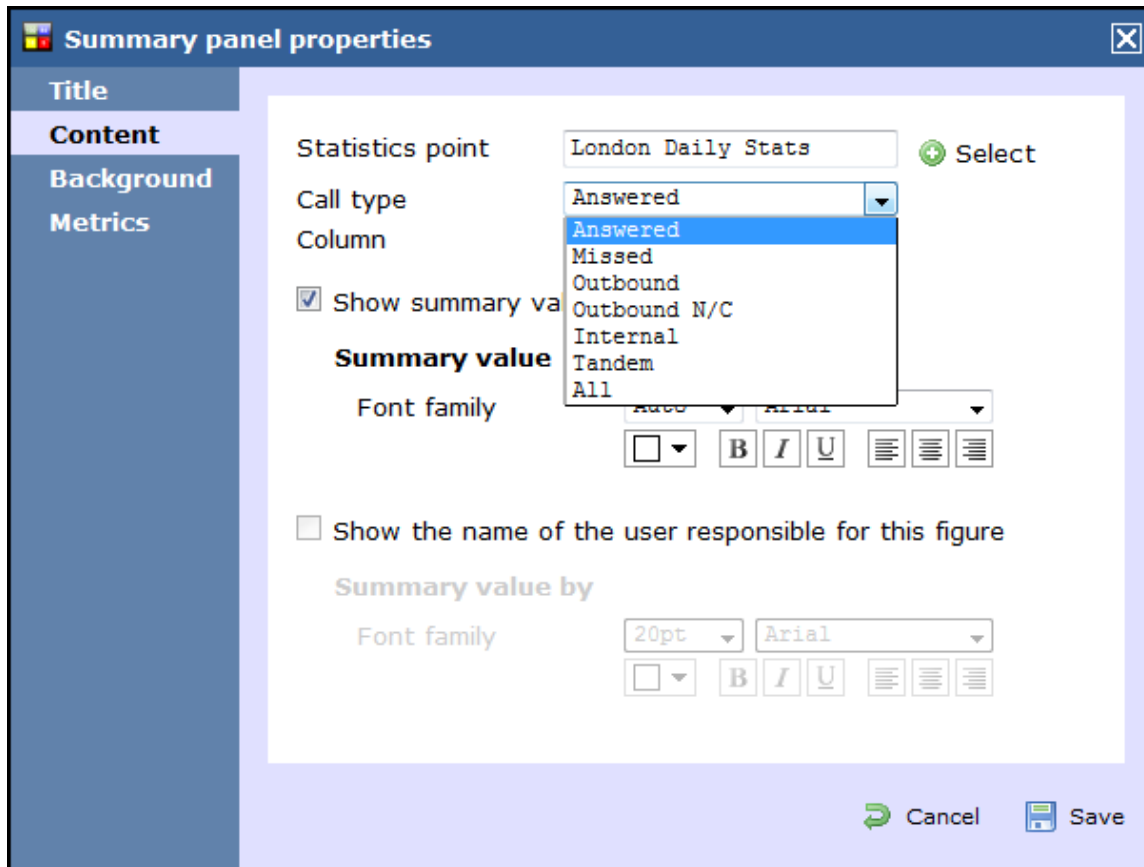 Summary panel properties
Title
Content
Background
Metrics
Statistics point London Daily Stats Select
Call type Answered
Column Answered
Missed
Outbound
Show summary
Outbound N/C
Internal
Summary value Tandem
All
Font family Auto Arial
B I U
Show the name of the user responsible for this figure
Summary value by
Font family 20pt Arial
B I U
Cancel Save